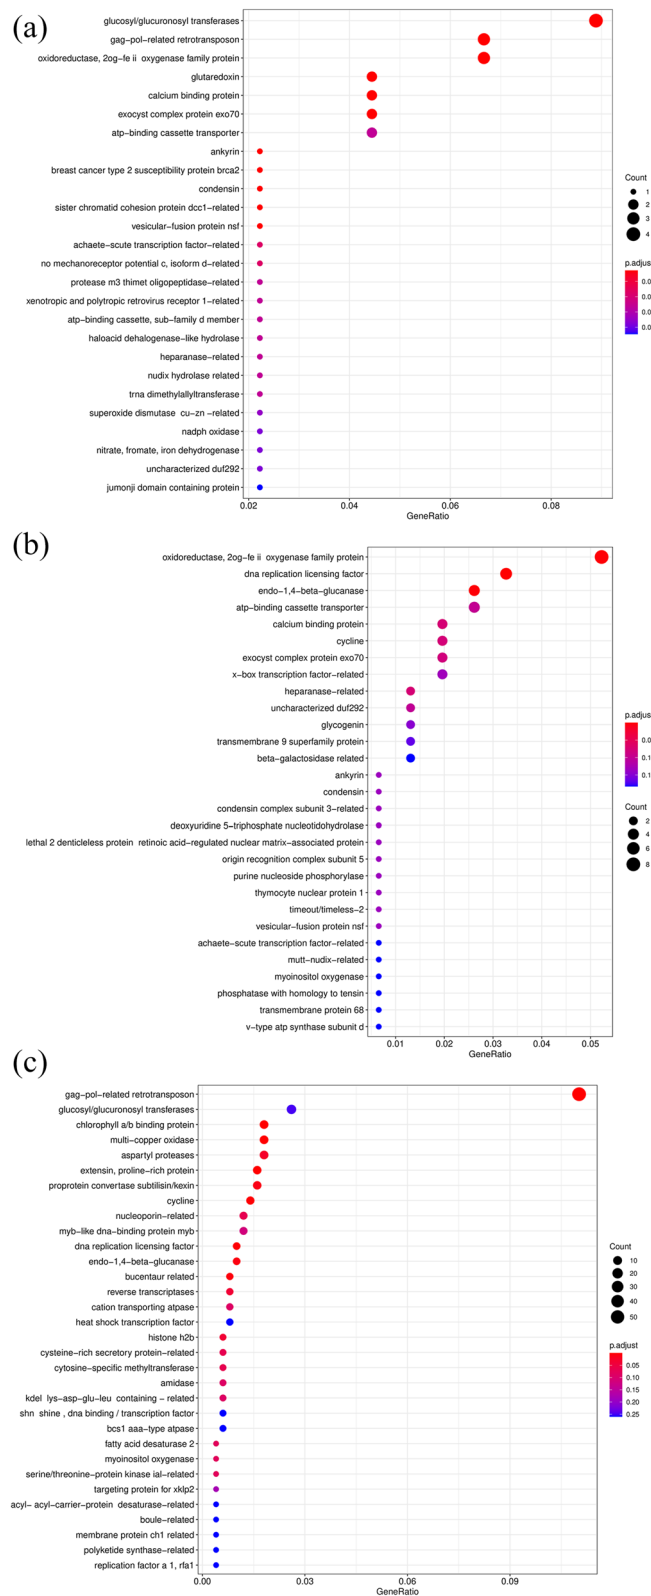 (a)
glucosyl/glucuronosyl transferases
gag−pol−related retrotransposon
oxidoreductase, 2og−fe ii oxygenase family protein
glutaredoxin
calcium binding protein
exocyst complex protein exo70
atp−binding cassette transporter
ankyrin
breast cancer type 2 susceptibility protein brca2
condensin
sister chromatid cohesion protein dcc1−related
vesicular−fusion protein nsf
achaete−scute transcription factor−related
no mechanoreceptor potential c, isoform d−related
protease m3 thimet oligopeptidase−related
xenotropic and polytropic retrovirus receptor 1−related
atp−binding cassette, sub−family d member
haloacid dehalogenase−like hydrolase
heparanase−related
nudix hydrolase related
trna dimethylallyltransferase
superoxide dismutase cu−zn −related
nadph oxidase
nitrate, fromate, iron dehydrogenase
uncharacterized duf292
jumonji domain containing protein
0.02 0.04 0.06 0.08
GeneRatio
Count
1
2
3
4
p.adjus
0.0
0.0
0.0
(b)
oxidoreductase, 2og−fe ii oxygenase family protein
dna replication licensing factor
endo−1,4−beta−glucanase
atp−binding cassette transporter
calcium binding protein
cycline
exocyst complex protein exo70
x−box transcription factor−related
heparanase−related
uncharacterized duf292
glycogenin
transmembrane 9 superfamily protein
beta−galactosidase related
ankyrin
condensin
condensin complex subunit 3−related
deoxyuridine 5−triphosphate nucleotidohydrolase
lethal 2 denticleless protein retinoic acid−regulated nuclear matrix−associated protein
origin recognition complex subunit 5
purine nucleoside phosphorylase
thymocyte nuclear protein 1
timeout/timeless−2
vesicular−fusion protein nsf
achaete−scute transcription factor−related
mutt−nudix−related
myoinositol oxygenase
phosphatase with homology to tensin
transmembrane protein 68
v−type atp synthase subunit d
0.01 0.02 0.03 0.04 0.05
GeneRatio
p.adjust
0.0
0.1
0.1
Count
2
4
6
8
(c)
gag−pol−related retrotransposon
glucosyl/glucuronosyl transferases
chlorophyll a/b binding protein
multi−copper oxidase
aspartyl proteases
extensin, proline−rich protein
proprotein convertase subtilisin/kexin
cycline
nucleoporin−related
myb−like dna−binding protein myb
dna replication licensing factor
endo−1,4−beta−glucanase
bucentaur related
reverse transcriptases
cation transporting atpase
heat shock transcription factor
histone h2b
cysteine−rich secretory protein−related
cytosine−specific methyltransferase
amidase
kdel lys−asp−glu−leu containing − related
shn shine , dna binding / transcription factor
bcs1 aaa−type atpase
fatty acid desaturase 2
myoinositol oxygenase
serine/threonine−protein kinase ial−related
targeting protein for xklp2
acyl− acyl−carrier−protein desaturase−related
boule−related
membrane protein ch1 related
polyketide synthase−related
replication factor a 1, rfa1
0.00 0.03 0.06 0.09
GeneRatio
Count
10
20
30
40
50
p.adjust
0.05
0.10
0.15
0.20
0.25